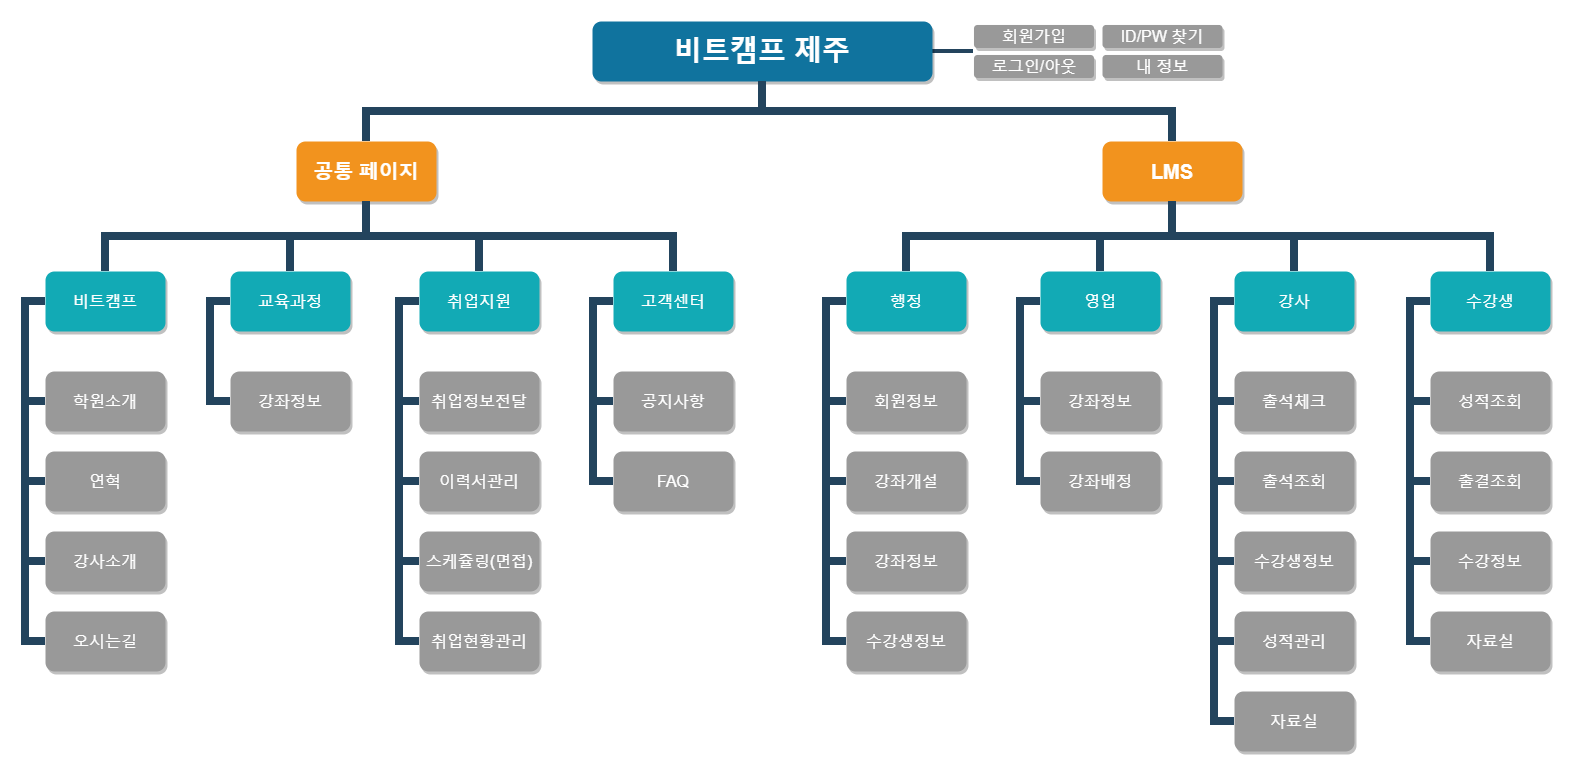 비트캠프 제주
회원가입
ID/PW 찾기
로그인/아웃
내 정보
공통 페이지
LMS
비트캠프
교육과정
취업지원
고객센터
행정
영업
강사
수강생
학원소개
강좌정보
취업정보전달
공지사항
회원정보
강좌정보
출석체크
성적조회
연혁
이력서관리
FAQ
강좌개설
강좌배정
출석조회
출결조회
강사소개
스케쥴링(면접)
강좌정보
수강생정보
수강정보
오시는길
취업현황관리
수강생정보
성적관리
자료실
자료실